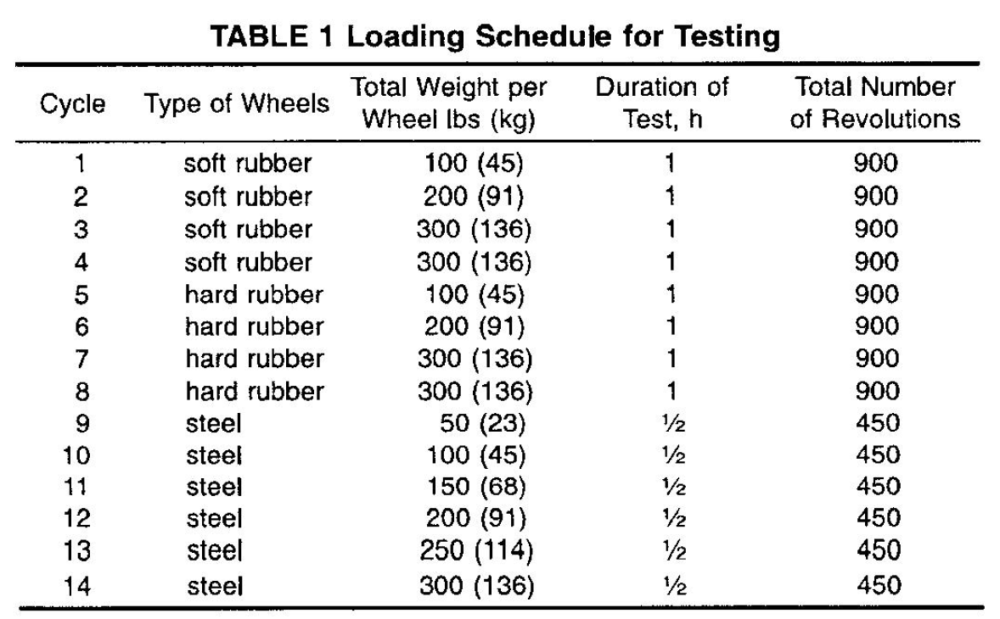 TABLE 1 Loading Schedule for Testing
Cycle Type of Wheels Total Weight per Wheel lbs (kg) Duration of Test, h Total Number of Revolutions
1 soft rubber 100 (45) 1 900
2 soft rubber 200 (91) 1 900
3 soft rubber 300 (136) 1 900
4 soft rubber 300 (136) 1 900
5 hard rubber 100 (45) 1 900
6 hard rubber 200 (91) 1 900
7 hard rubber 300 (136) 1 900
8 hard rubber 300 (136) 1 900
9 steel 50 (23) ½ 450
10 steel 100 (45) ½ 450
11 steel 150 (68) ½ 450
12 steel 200 (91) ½ 450
13 steel 250 (114) ½ 450
14 steel 300 (136) ½ 450